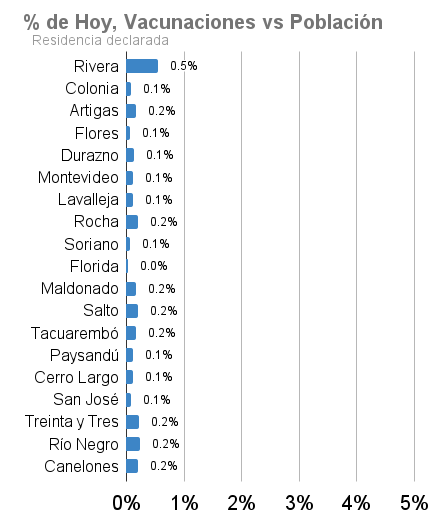 % de Hoy, Vacunaciones vs Población
Residencia declarada
Rivera 0.5%
Colonia 0.1%
Artigas 0.2%
Flores 0.1%
Durazno 0.1%
Montevideo 0.1%
Lavalleja 0.1%
Rocha 0.2%
Soriano 0.1%
Florida 0.0%
Maldonado 0.2%
Salto 0.2%
Tacuarembó 0.2%
Paysandú 0.1%
Cerro Largo 0.1%
San José 0.1%
Treinta y Tres 0.2%
Río Negro 0.2%
Canelones 0.2%
0% 1% 2% 3% 4% 5%